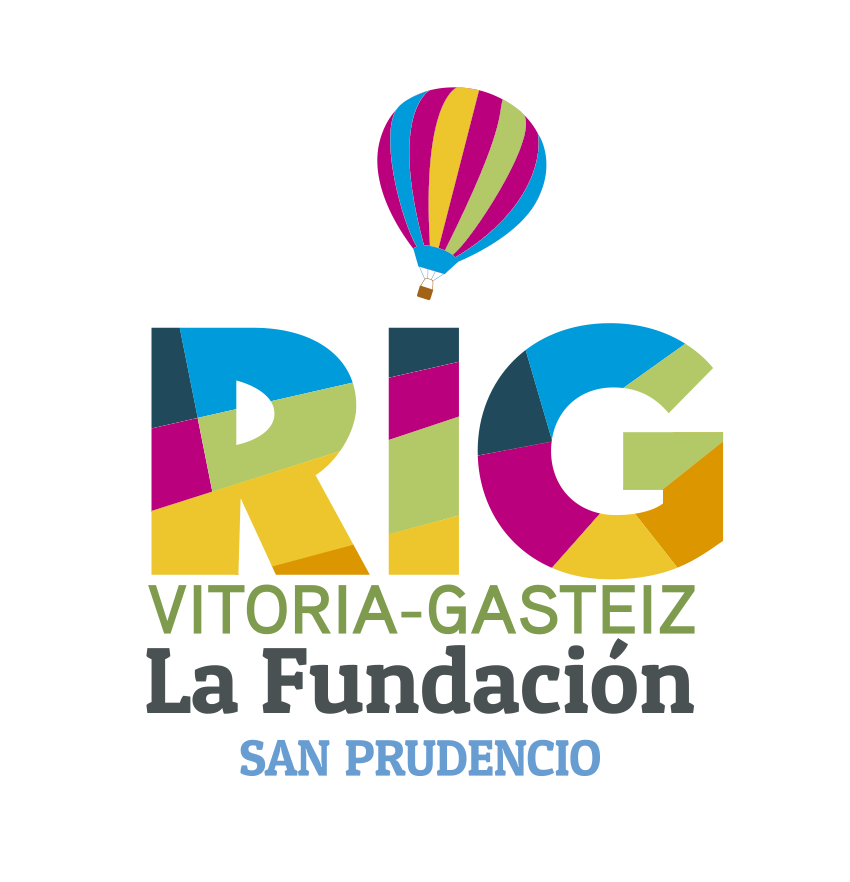 RIG
VITORIA-GASTEIZ
La Fundación
SAN PRUDENCIO